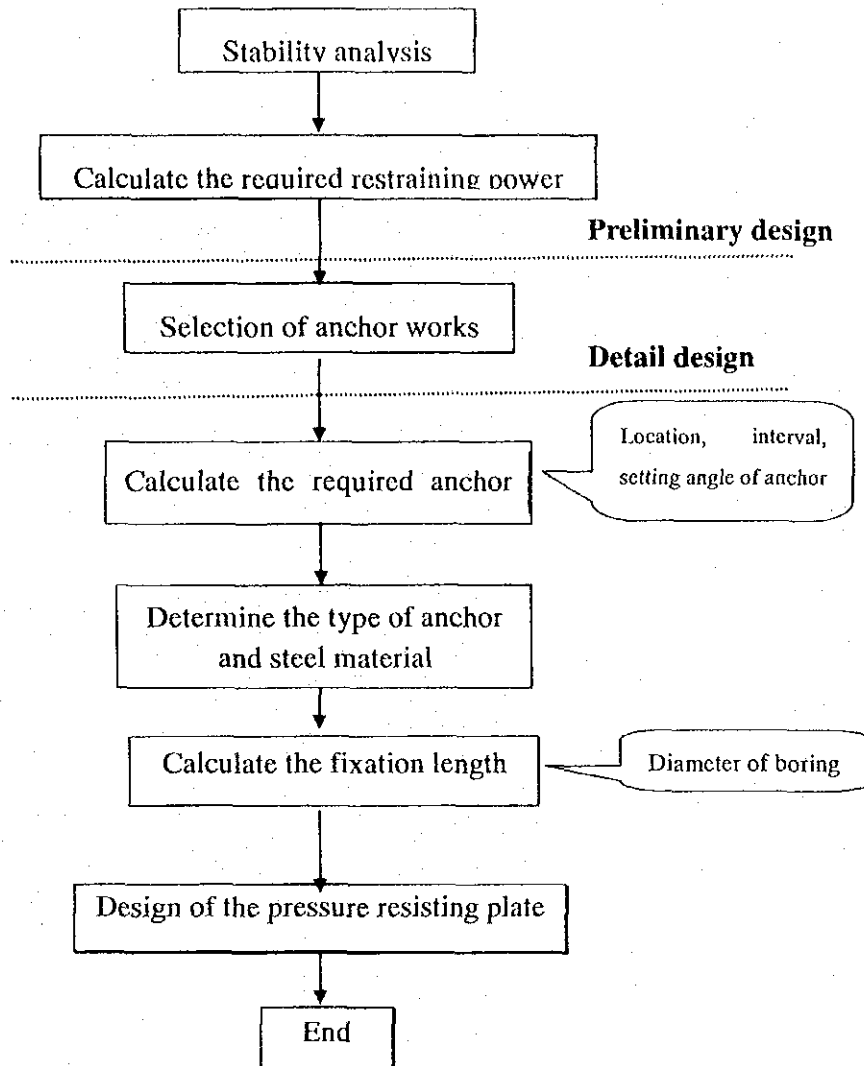 Stability analysis
Calculate the required restraining power
Preliminary design
Selection of anchor works
Detail design
Location, interval,
setting angle of anchor
Calculate the required anchor
Determine the type of anchor
and steel material
Calculate the fixation length
Diameter of boring
Design of the pressure resisting plate
End